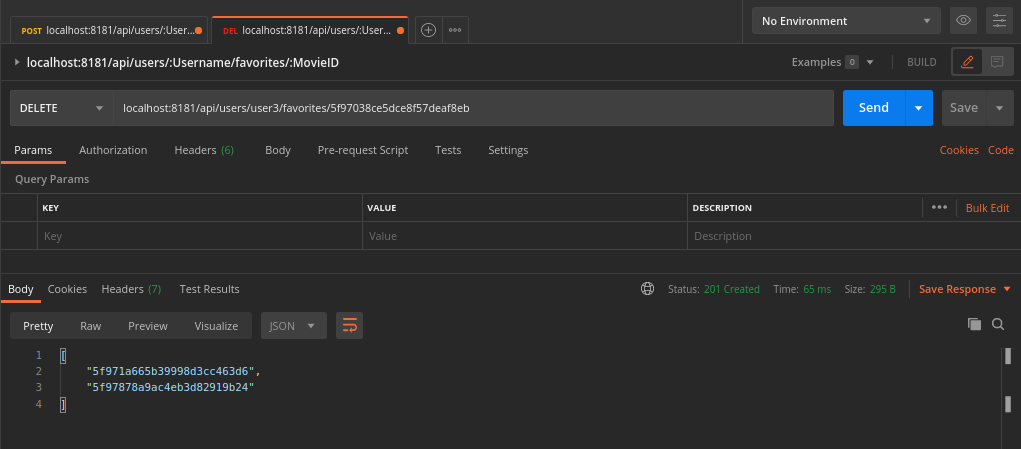 POST localhost:8181/api/users/:User... DEL localhost:8181/api/users/:User... No Environment
localhost:8181/api/users/:Username/favorites/:MovieID Examples 0 BUILD
DELETE localhost:8181/api/users/user3/favorites/5f97038ce5dce8f57deaf8eb Send Save
Params Authorization Headers (6) Body Pre-request Script Tests Settings Cookies Code
Query Params
KEY VALUE DESCRIPTION Bulk Edit
Key Value Description
Body Cookies Headers (7) Test Results Status: 201 Created Time: 65 ms Size: 295 B Save Response
Pretty Raw Preview Visualize JSON
1 [
2 "5f971a665b39998d3cc463d6",
3 "5f97878a9ac4eb3d82919b24"
4 ]